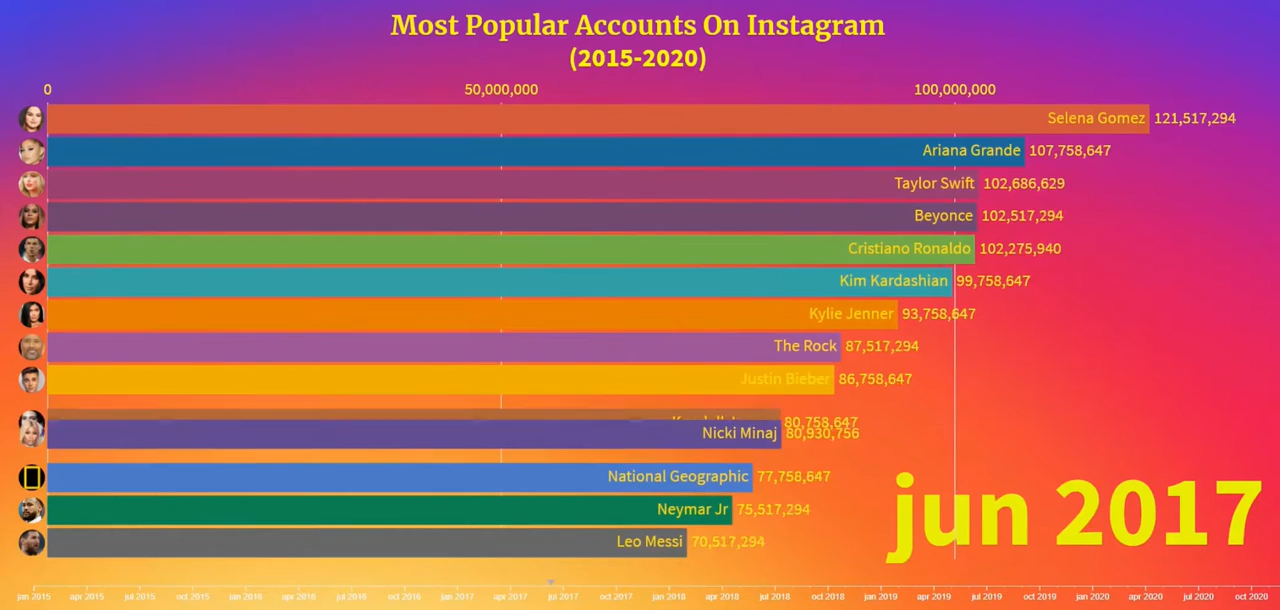 Most Popular Accounts On Instagram
(2015-2020)
0 50,000,000 100,000,000
Selena Gomez 121,517,294
Ariana Grande 107,758,647
Taylor Swift 102,686,629
Beyonce 102,517,294
Cristiano Ronaldo 102,275,940
Kim Kardashian 99,758,647
Kylie Jenner 93,758,647
The Rock 87,517,294
Justin Bieber 86,758,647
80,758,647
Nicki Minaj 80,930,756
National Geographic 77,758,647
Neymar Jr 75,517,294
Leo Messi 70,517,294
jun 2017
jan 2015 apr 2015 jul 2015 oct 2015 jan 2016 apr 2016 jul 2016 oct 2016 jan 2017 apr 2017 jul 2017 oct 2017 jan 2018 apr 2018 jul 2018 oct 2018 jan 2019 apr 2019 jul 2019 oct 2019 jan 2020 apr 2020 jul 2020 oct 2020